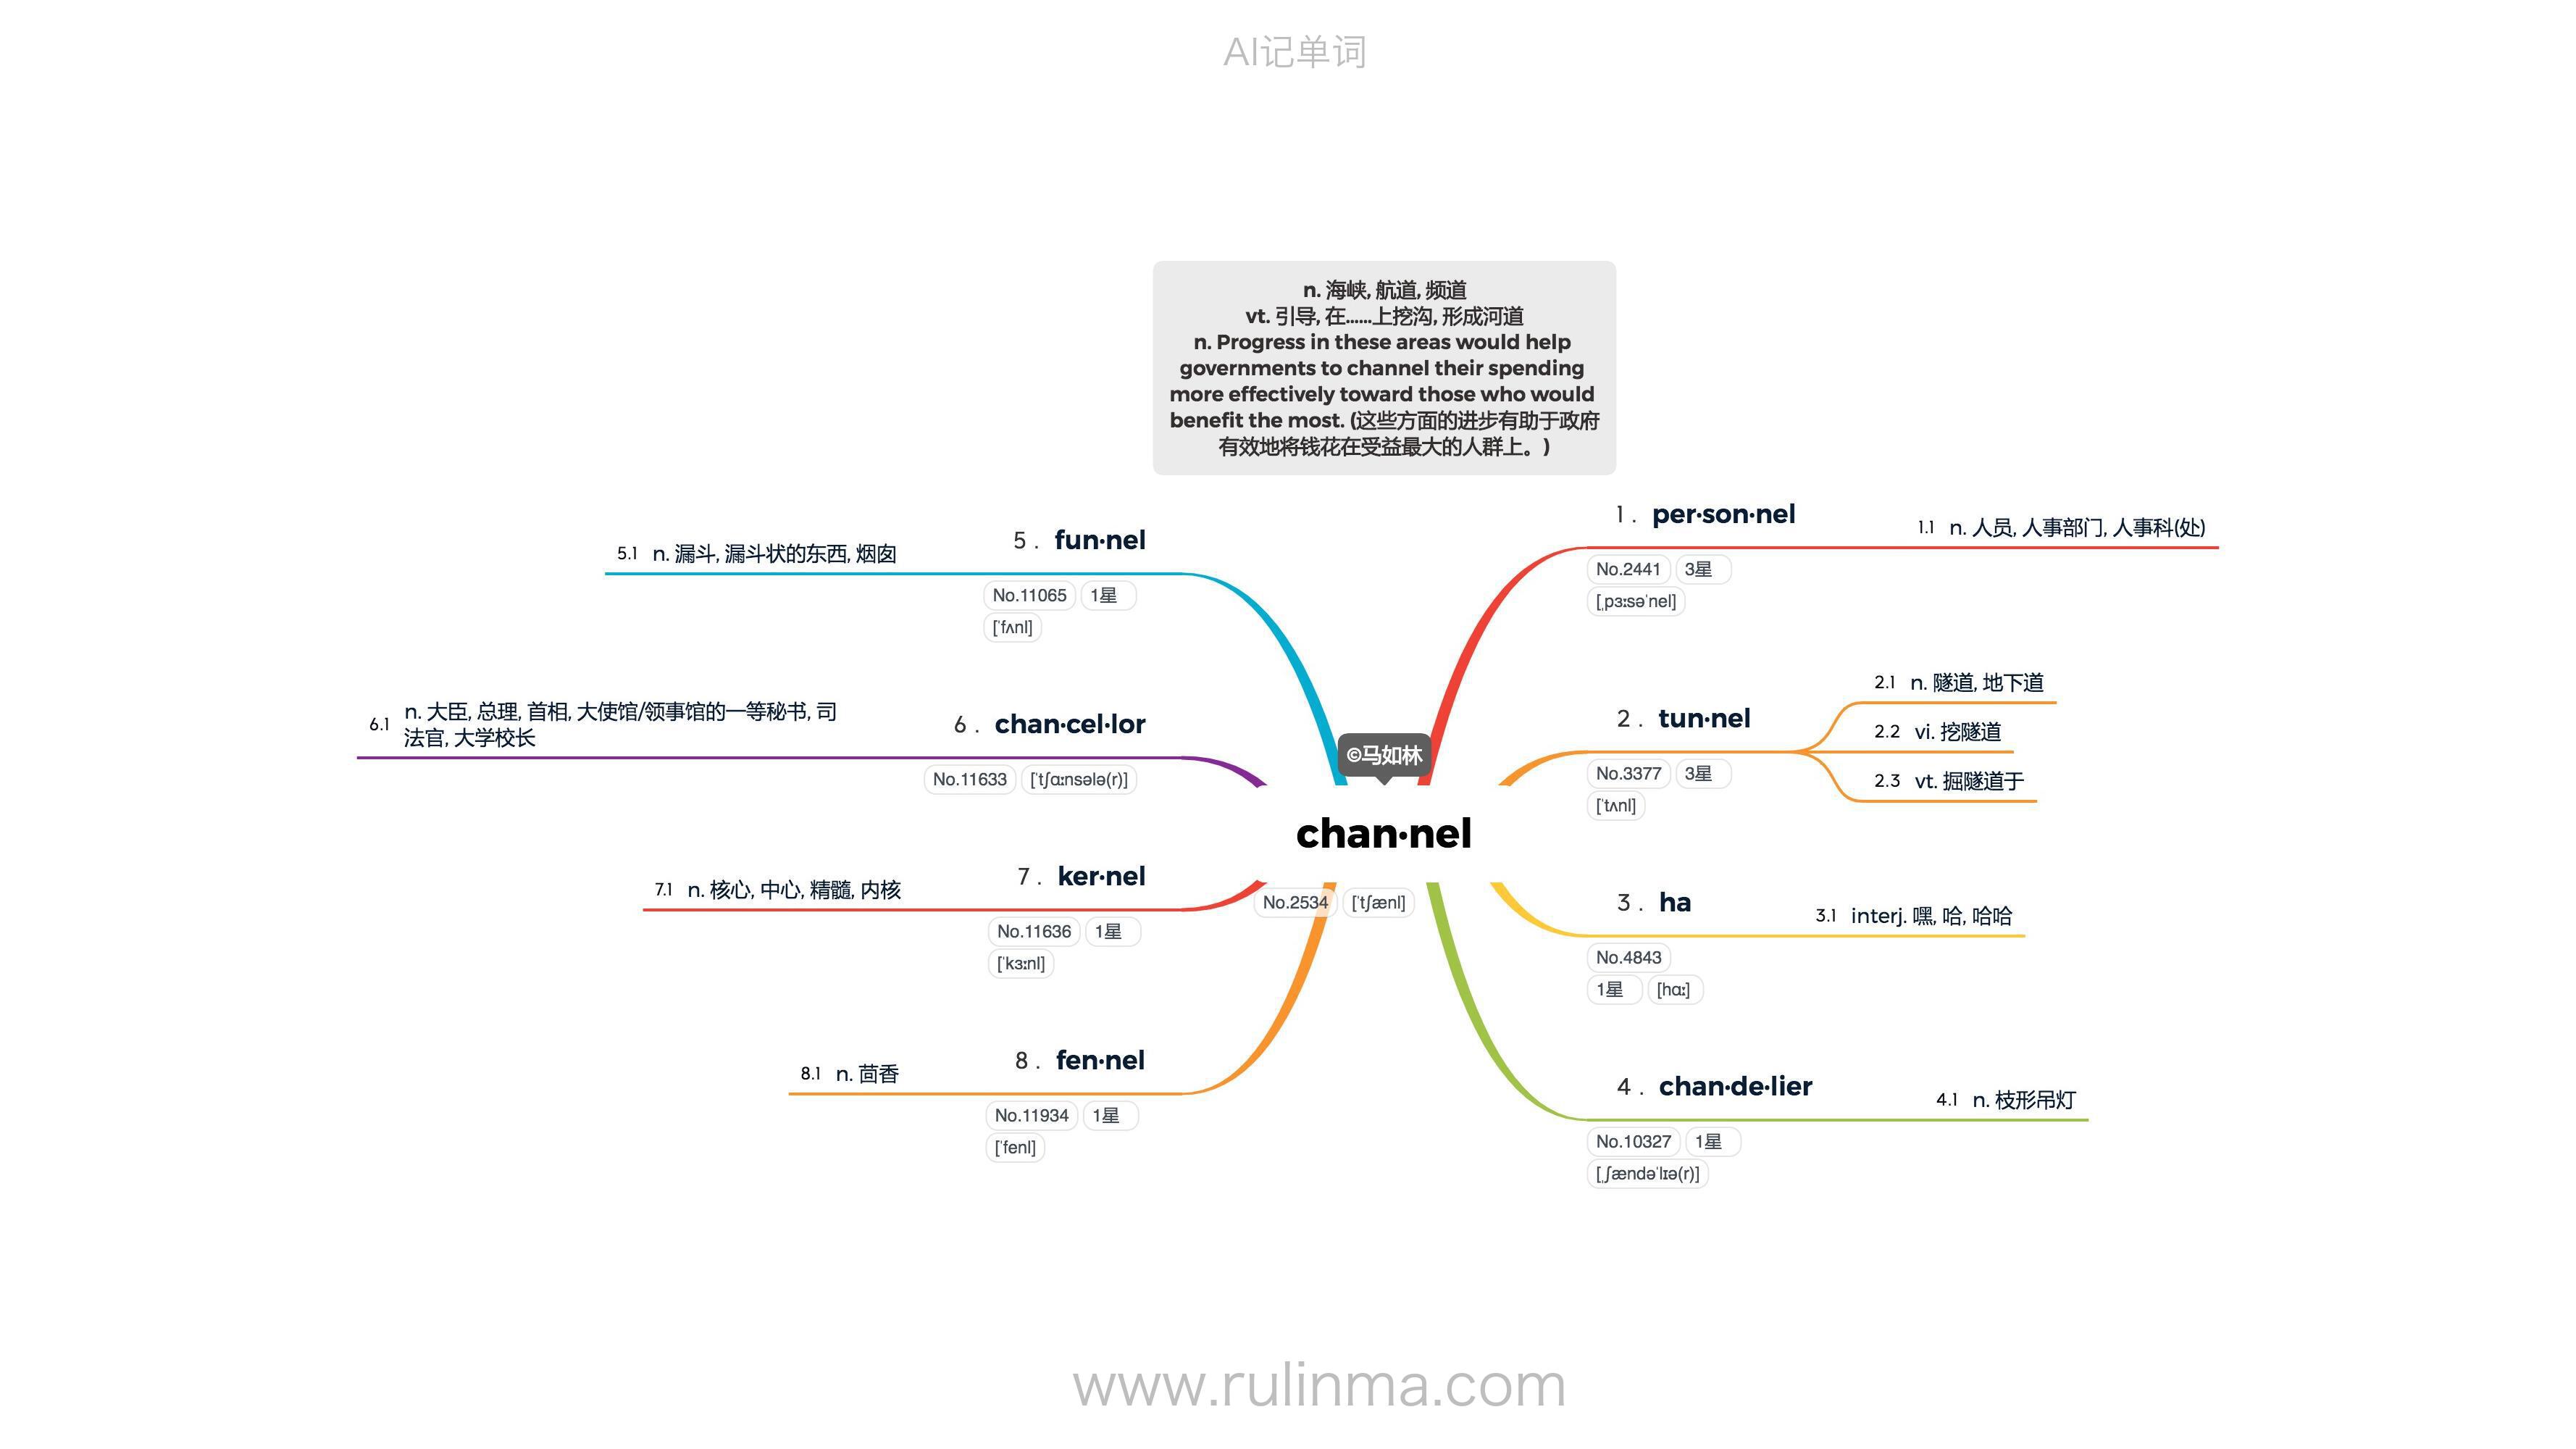 AI记单词
n. 海峡, 航道, 频道
vt. 引导, 在......上挖沟, 形成河道
n. Progress in these areas would help
governments to channel their spending
more effectively toward those who would
benefit the most. (这些方面的进步有助于政府
有效地将钱花在受益最大的人群上。)
©马如林
chan·nel
No.2534 [ˈtʃænl]
1 . per·son·nel
No.2441 3星
[ˌpɜːsəˈnel]
1.1 n. 人员, 人事部门, 人事科(处)
2 . tun·nel
No.3377 3星
[ˈtʌnl]
2.1 n. 隧道, 地下道
2.2 vi. 挖隧道
2.3 vt. 掘隧道于
3 . ha
No.4843
1星 [hɑː]
3.1 interj. 嘿, 哈, 哈哈
4 . chan·de·lier
No.10327 1星
[ˌʃændəˈlɪə(r)]
4.1 n. 枝形吊灯
5 . fun·nel
No.11065 1星
[ˈfʌnl]
5.1 n. 漏斗, 漏斗状的东西, 烟囱
6 . chan·cel·lor
No.11633 [ˈtʃɑːnsələ(r)]
6.1 n. 大臣, 总理, 首相, 大使馆/领事馆的一等秘书, 司
法官, 大学校长
7 . ker·nel
No.11636 1星
[ˈkɜːnl]
7.1 n. 核心, 中心, 精髓, 内核
8 . fen·nel
No.11934 1星
[ˈfenl]
8.1 n. 茴香
www.rulinma.com